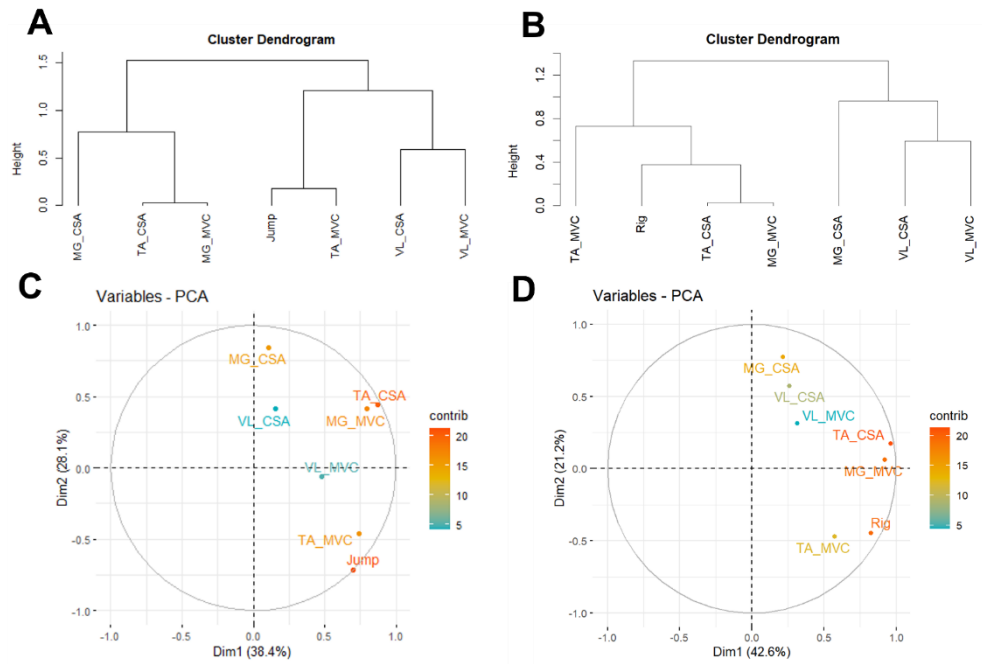 A
Cluster Dendrogram
Height
0.0
0.5
1.0
1.5
MG_CSA
TA_CSA
MG_MVC
Jump
TA_MVC
VL_CSA
VL_MVC
B
Cluster Dendrogram
Height
0.0
0.4
0.8
1.2
TA_MVC
Rig
TA_CSA
MG_MVC
MG_CSA
VL_CSA
VL_MVC
C
Variables - PCA
Dim2 (28.1%)
1.0
0.5
0.0
-0.5
-1.0
MG_CSA
TA_CSA
VL_CSA
MG_MVC
VL_MVC
TA_MVC
Jump
-1.0 -0.5 0.0 0.5 1.0
Dim1 (38.4%)
contrib
20
15
10
5
D
Variables - PCA
Dim2 (21.2%)
1.0
0.5
0.0
-0.5
-1.0
MG_CSA
VL_CSA
VL_MVC
TA_CSA
MG_MVC
Rig
TA_MVC
-1.0 -0.5 0.0 0.5 1.0
Dim1 (42.6%)
contrib
20
15
10
5